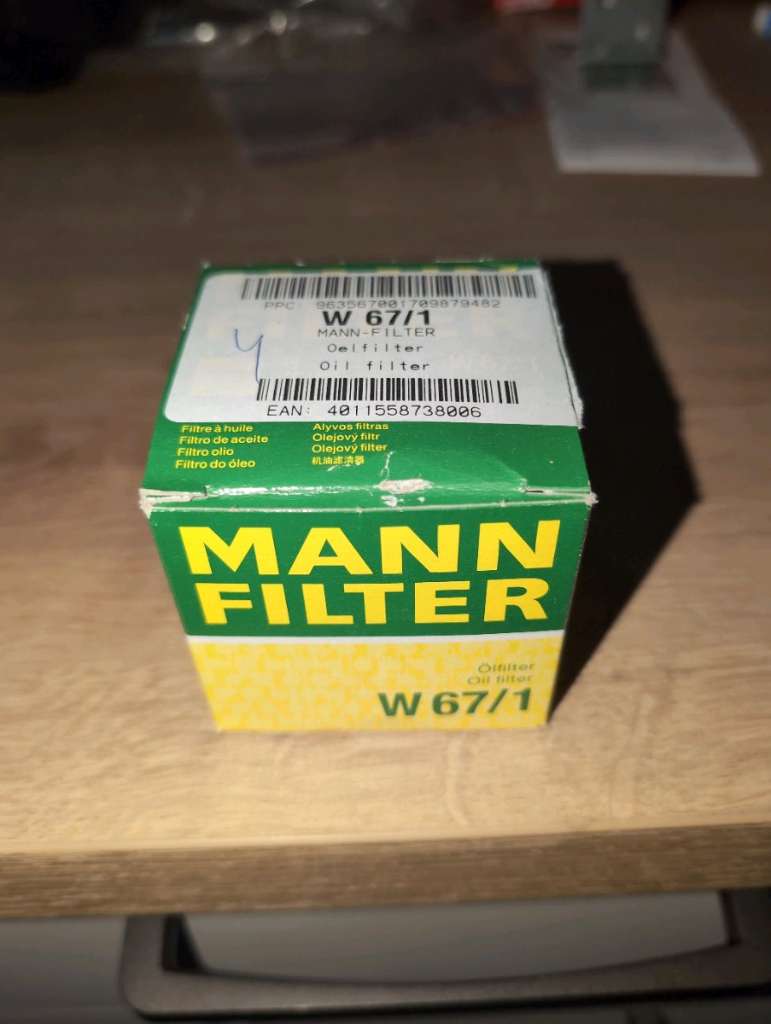 PPC: 963567001709879482
W 67/1
MANN-FILTER
Oelfilter
Oil filter
4
EAN: 4011558738006
Filtre à huile
Filtro de aceite
Filtro olio
Filtro do óleo
Alyvos filtras
Olejový filtr
Olejový filter
机油滤清器
MANN
FILTER
Ölfilter
Oil filter
W 67/1